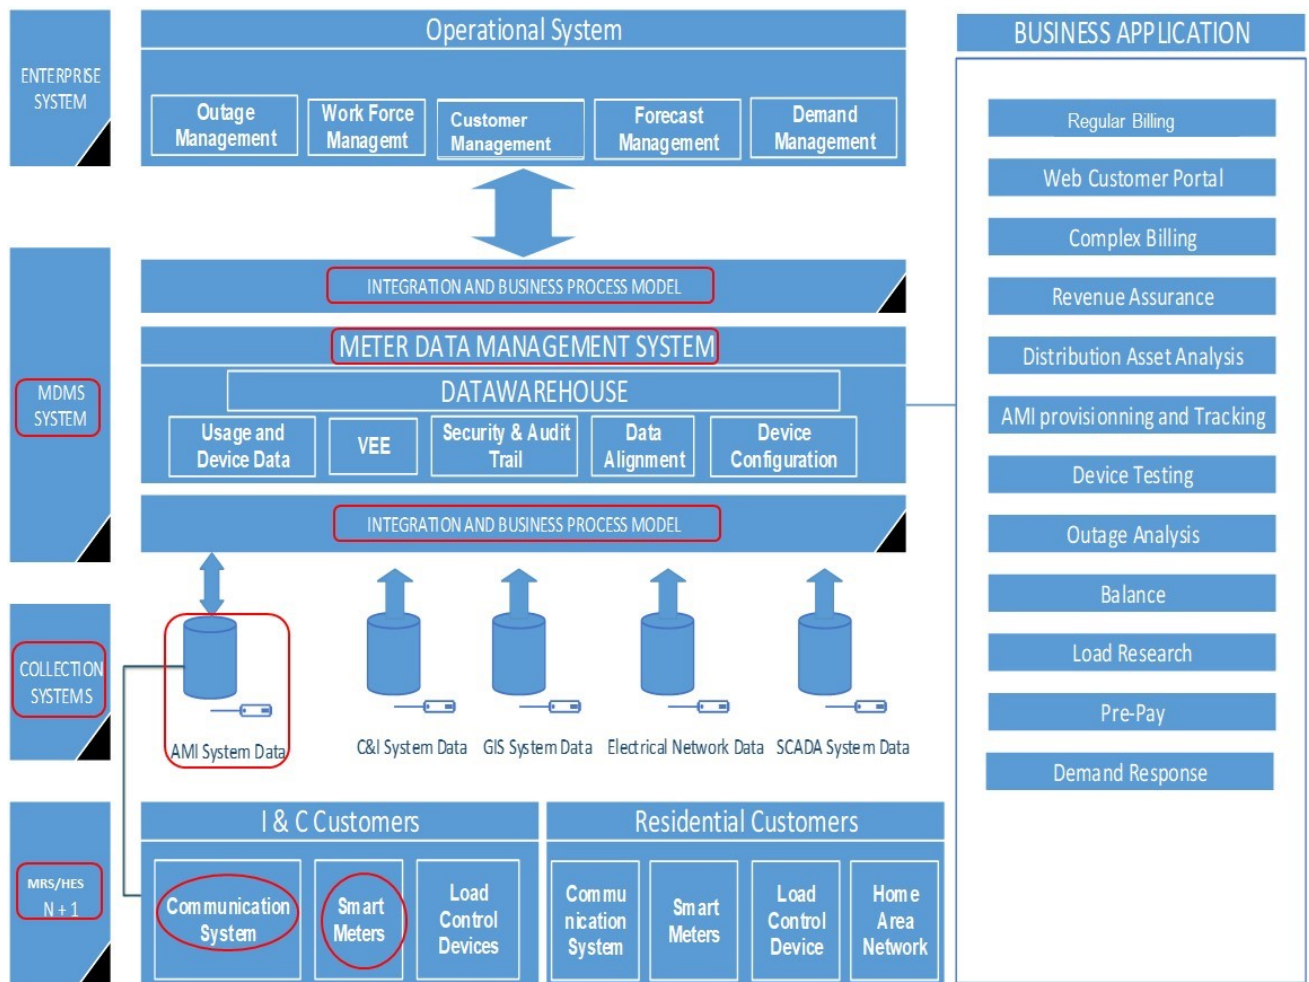 ENTERPRISE
SYSTEM
Operational System
Outage
Management
Work Force
Managemt
Customer
Management
Forecast
Management
Demand
Management
MDMS
SYSTEM
INTEGRATION AND BUSINESS PROCESS MODEL
METER DATA MANAGEMENT SYSTEM
DATAWAREHOUSE
Usage and
Device Data
VEE
Security & Audit
Trail
Data
Alignment
Device
Configuration
INTEGRATION AND BUSINESS PROCESS MODEL
COLLECTION
SYSTEMS
AMI System Data
C&I System Data
GIS System Data
Electrical Network Data
SCADA System Data
MRS/HES
N + 1
I & C Customers
Communication
System
Smart
Meters
Load
Control
Devices
Residential Customers
Commu
nication
System
Smart
Meters
Load
Control
Device
Home
Area
Network
BUSINESS APPLICATION
Regular Billing
Web Customer Portal
Complex Billing
Revenue Assurance
Distribution Asset Analysis
AMI provisionning and Tracking
Device Testing
Outage Analysis
Balance
Load Research
Pre-Pay
Demand Response